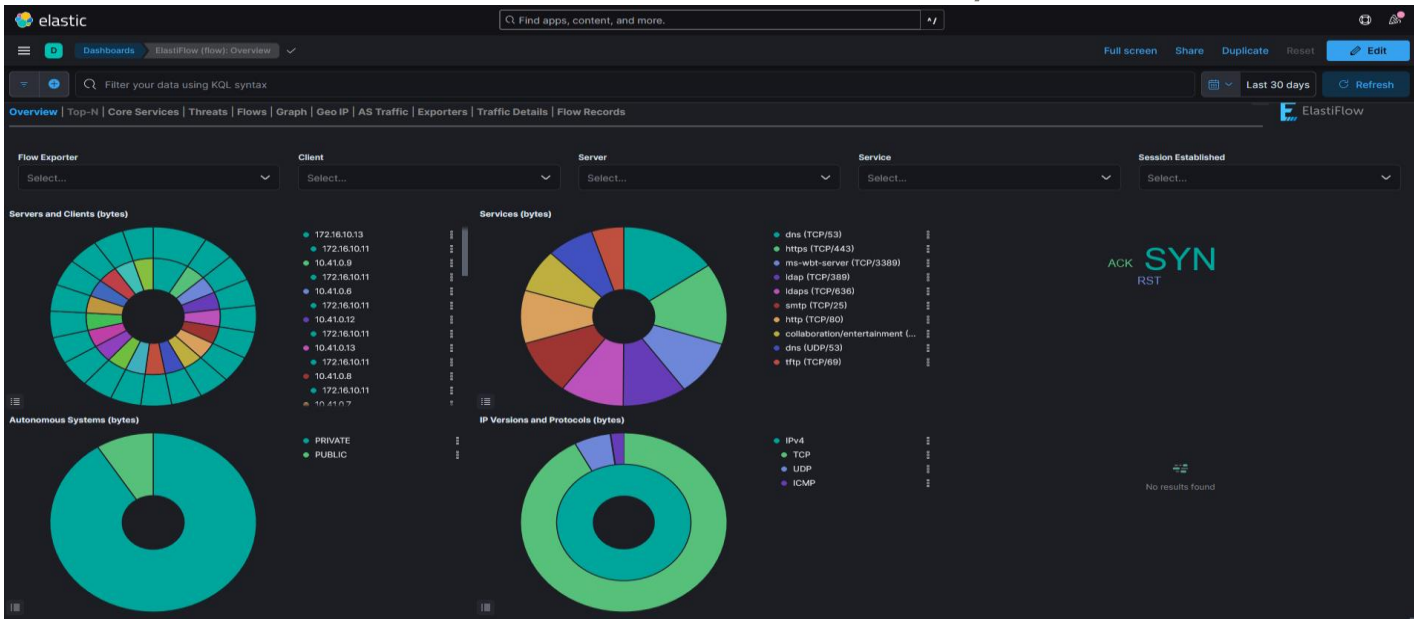 elastic
Find apps, content, and more.
^/
D
Dashboards
ElastiFlow (flow): Overview
Full screen
Share
Duplicate
Reset
Edit
Filter your data using KQL syntax
Last 30 days
Refresh
Overview | Top-N | Core Services | Threats | Flows | Graph | Geo IP | AS Traffic | Exporters | Traffic Details | Flow Records
ElastiFlow
Flow Exporter
Client
Server
Service
Session Established
Select...
Select...
Select...
Select...
Select...
Servers and Clients (bytes)
172.16.10.13
172.16.10.11
10.41.0.9
172.16.10.11
10.41.0.6
172.16.10.11
10.41.0.12
172.16.10.11
10.41.0.13
172.16.10.11
10.41.0.8
172.16.10.11
10.41.0.7
Services (bytes)
dns (TCP/53)
https (TCP/443)
ms-wbt-server (TCP/3389)
ldap (TCP/389)
ldaps (TCP/636)
smtp (TCP/25)
http (TCP/80)
collaboration/entertainment (...
dns (UDP/53)
tftp (TCP/69)
ACK
SYN
RST
Autonomous Systems (bytes)
PRIVATE
PUBLIC
IP Versions and Protocols (bytes)
IPv4
TCP
UDP
ICMP
No results found